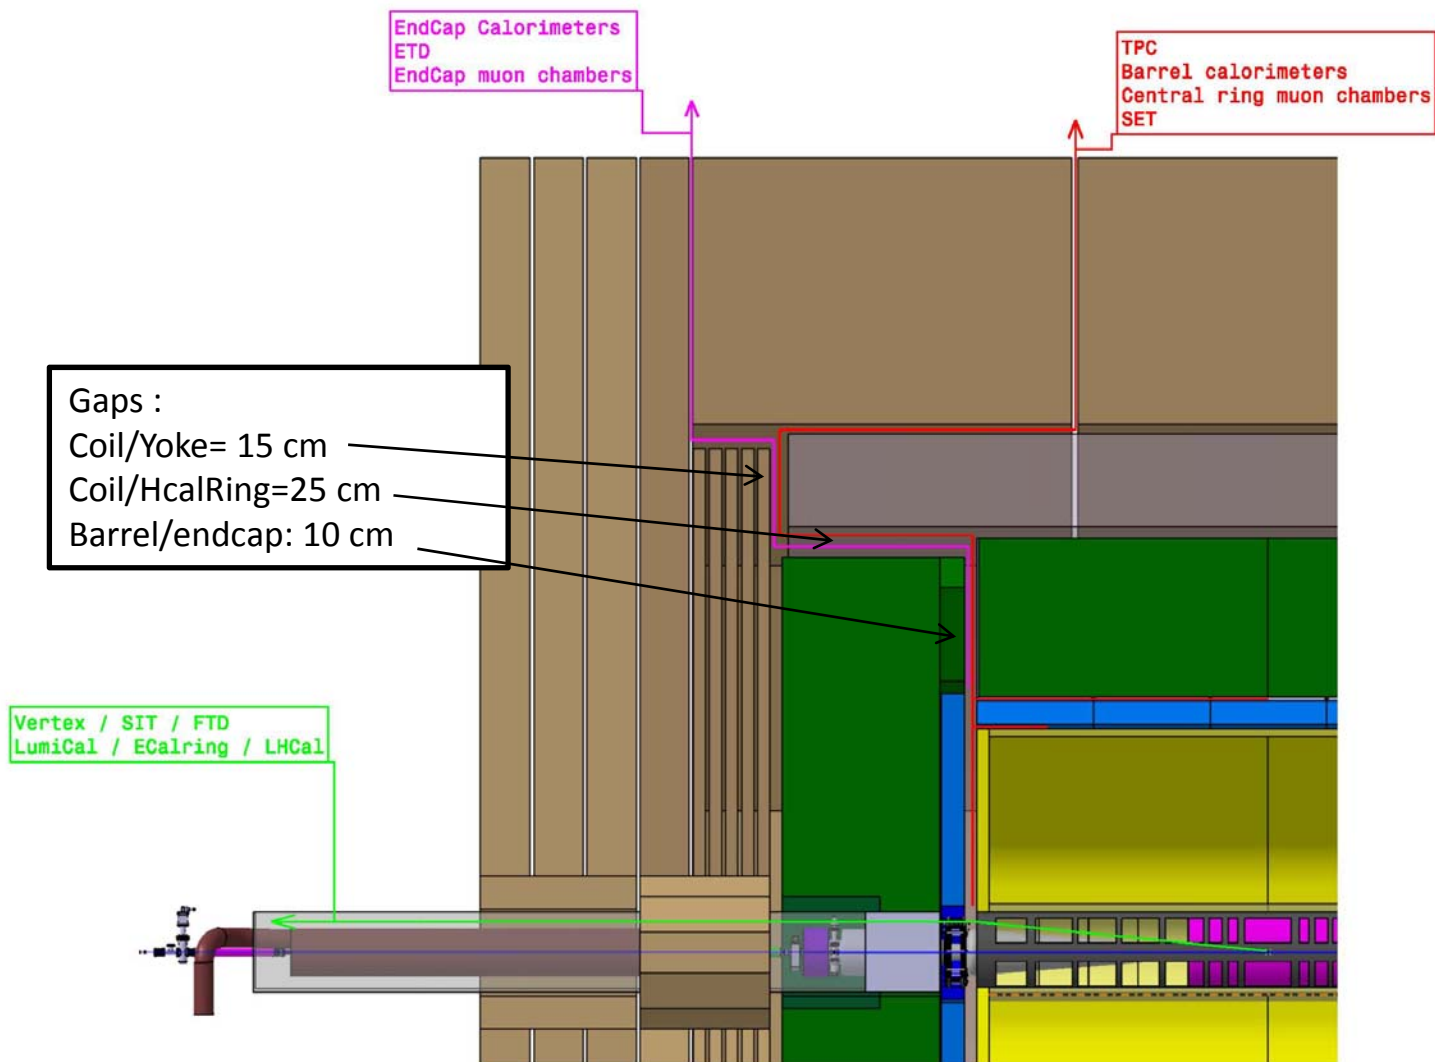 EndCap Calorimeters
ETD
EndCap muon chambers
TPC
Barrel calorimeters
Central ring muon chambers
SET
Gaps :
Coil/Yoke= 15 cm
Coil/HcalRing=25 cm
Barrel/endcap: 10 cm
Vertex / SIT / FTD
LumiCal / ECalring / LHCal